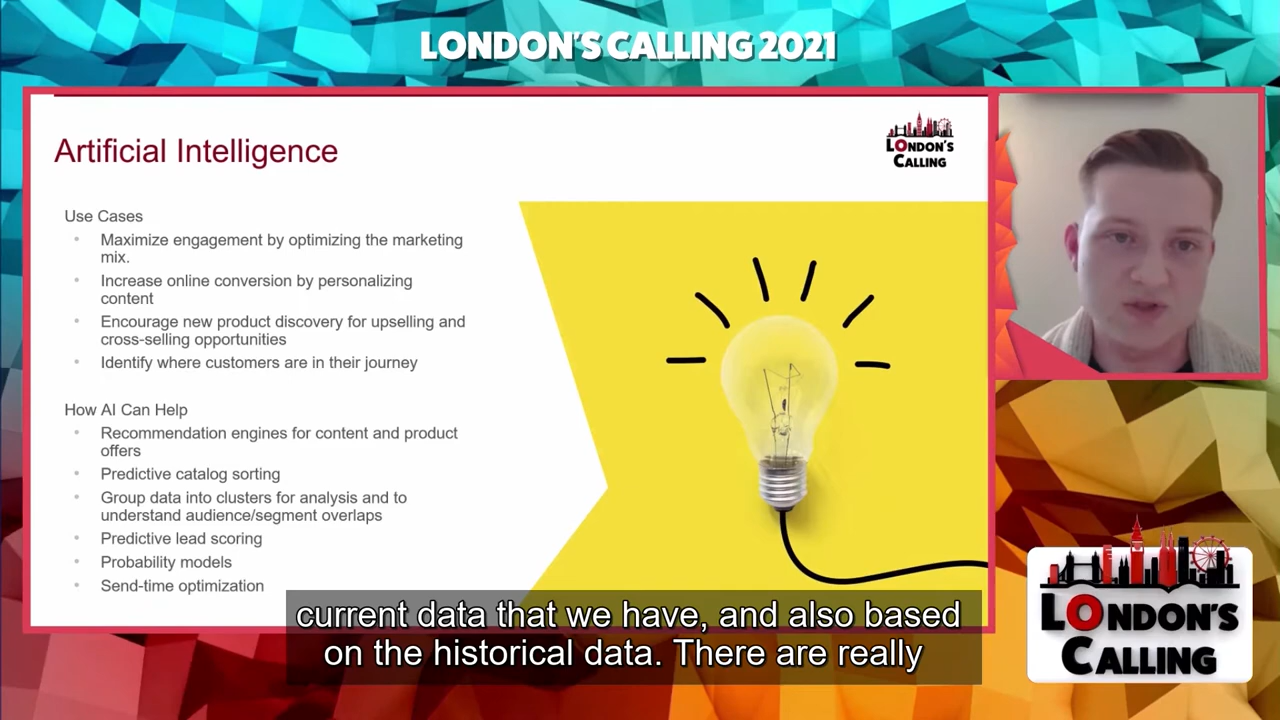 LONDON'S CALLING 2021
Artificial Intelligence
LONDON'S
CALLING
Use Cases
• Maximize engagement by optimizing the marketing
mix.
• Increase online conversion by personalizing
content
• Encourage new product discovery for upselling and
cross-selling opportunities
• Identify where customers are in their journey
How AI Can Help
• Recommendation engines for content and product
offers
• Predictive catalog sorting
• Group data into clusters for analysis and to
understand audience/segment overlaps
• Predictive lead scoring
• Probability models
• Send-time optimization
current data that we have, and also based
on the historical data. There are really
LONDON'S
CALLING